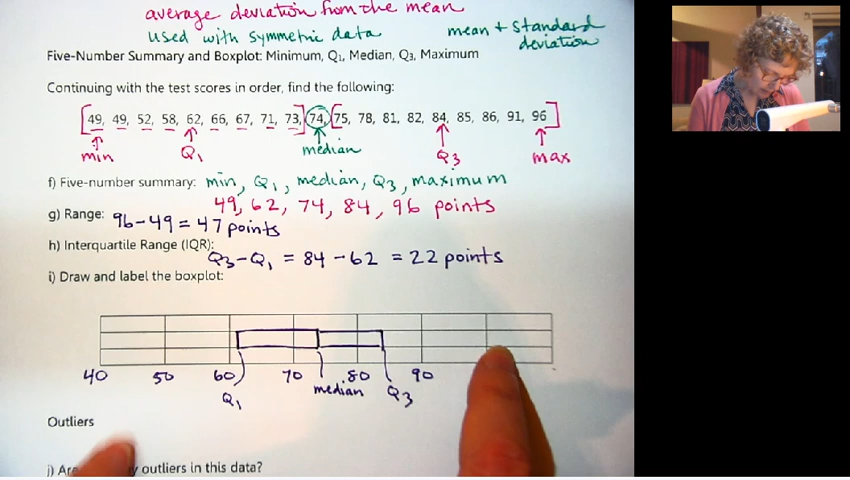 average deviation from the mean
used with symmetric data mean + standard deviation
Five-Number Summary and Boxplot: Minimum, Q₁, Median, Q₃, Maximum
Continuing with the test scores in order, find the following:
[49, 49, 52, 58, 62, 66, 67, 71, 73,] 74, [75, 78, 81, 82, 84, 85, 86, 91, 96]
min Q₁ median Q₃ max
f) Five-number summary: min, Q₁, median, Q₃, maximum
49, 62, 74, 84, 96 points
g) Range: 96-49 = 47 points
h) Interquartile Range (IQR):
Q₃-Q₁ = 84-62 = 22 points
i) Draw and label the boxplot:
40 50 60 70 80 90
Q₁ median Q₃
Outliers
j) outliers in this data?